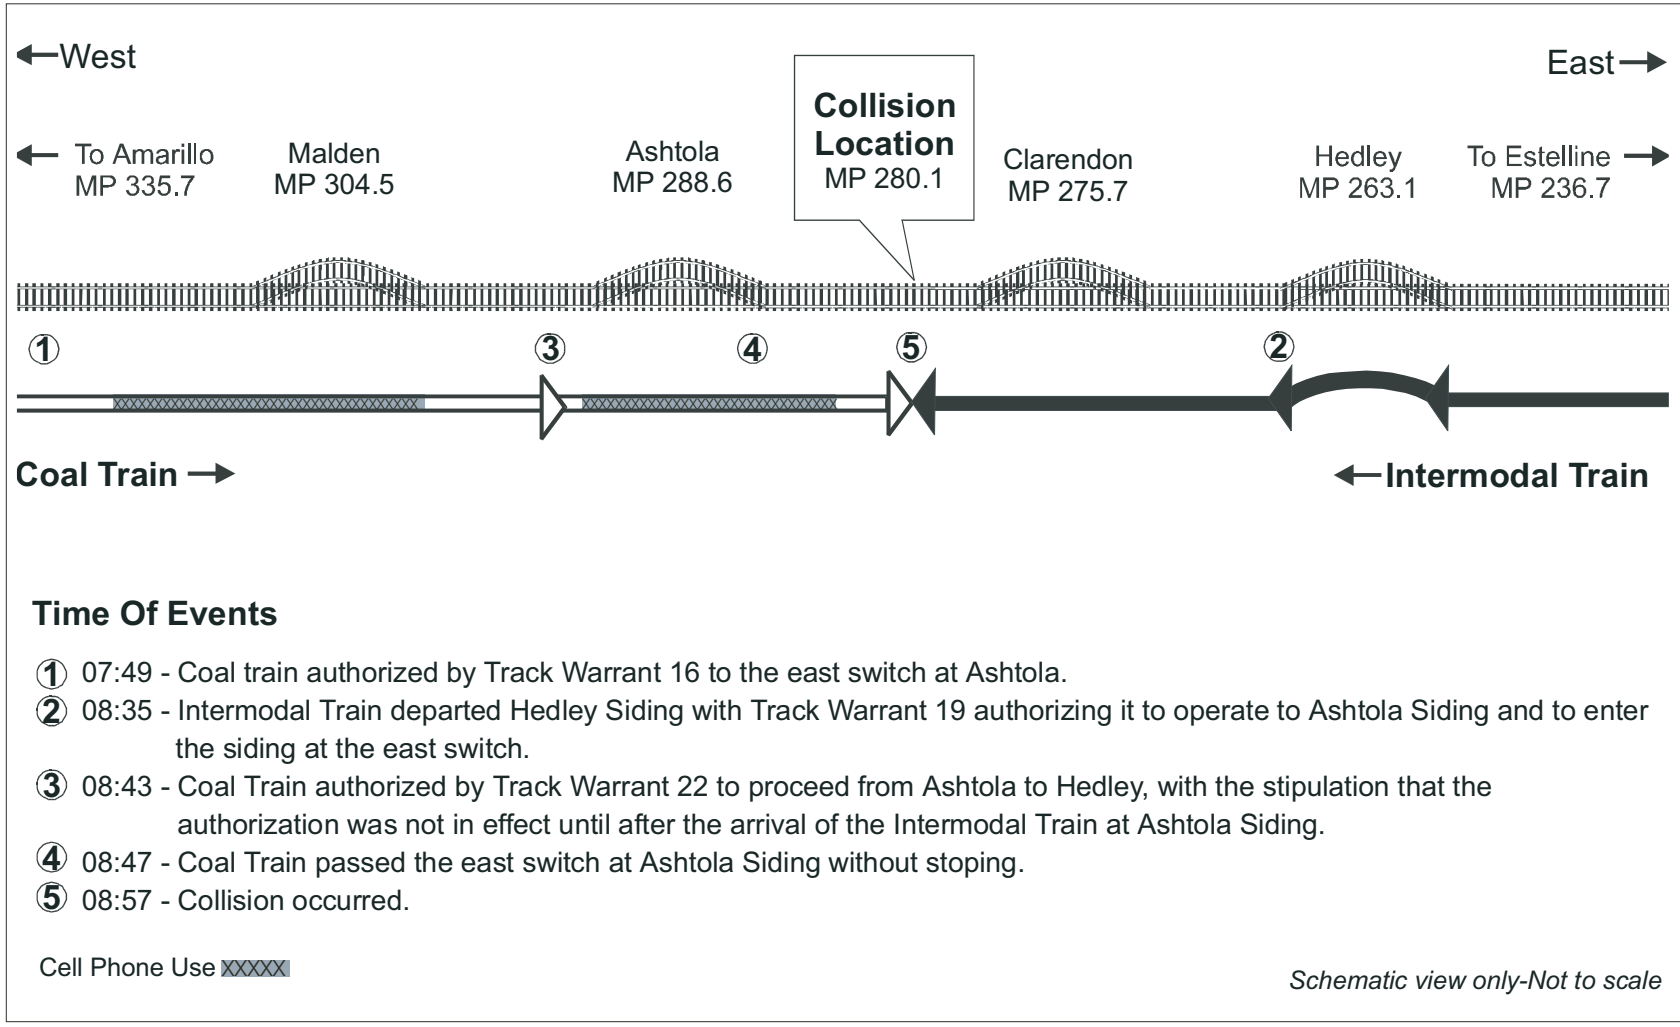 ←West
East→
Collision
Location
MP 280.1
← To Amarillo
MP 335.7
Malden
MP 304.5
Ashtola
MP 288.6
Clarendon
MP 275.7
Hedley
MP 263.1
To Estelline →
MP 236.7
1
3
4
5
2
Coal Train →
←Intermodal Train
Time Of Events
1 07:49 - Coal train authorized by Track Warrant 16 to the east switch at Ashtola.
2 08:35 - Intermodal Train departed Hedley Siding with Track Warrant 19 authorizing it to operate to Ashtola Siding and to enter
the siding at the east switch.
3 08:43 - Coal Train authorized by Track Warrant 22 to proceed from Ashtola to Hedley, with the stipulation that the
authorization was not in effect until after the arrival of the Intermodal Train at Ashtola Siding.
4 08:47 - Coal Train passed the east switch at Ashtola Siding without stoping.
5 08:57 - Collision occurred.
Cell Phone Use XXXXX
Schematic view only-Not to scale